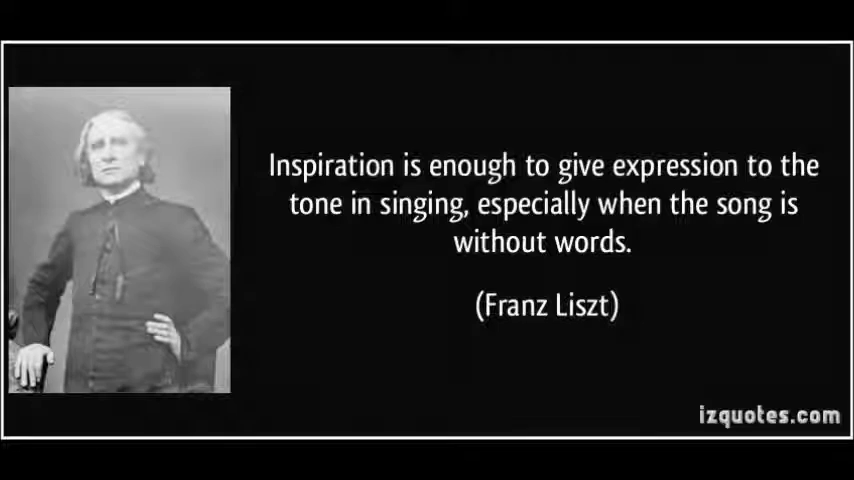 Inspiration is enough to give expression to the
tone in singing, especially when the song is
without words.
(Franz Liszt)
izquotes.com